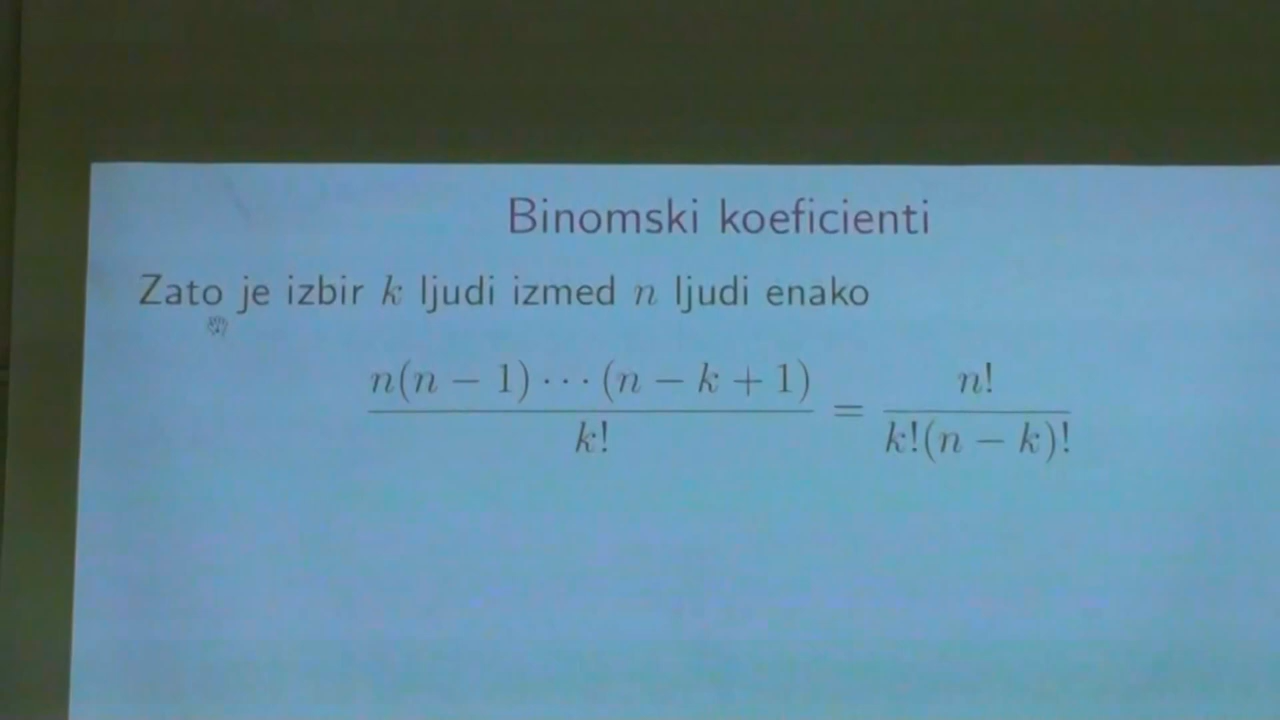 Binomski koeficienti
Zato je izbir k ljudi izmed n ljudi enako
n(n − 1) ⋯ (n − k + 1) / k! = n! / k!(n − k)!